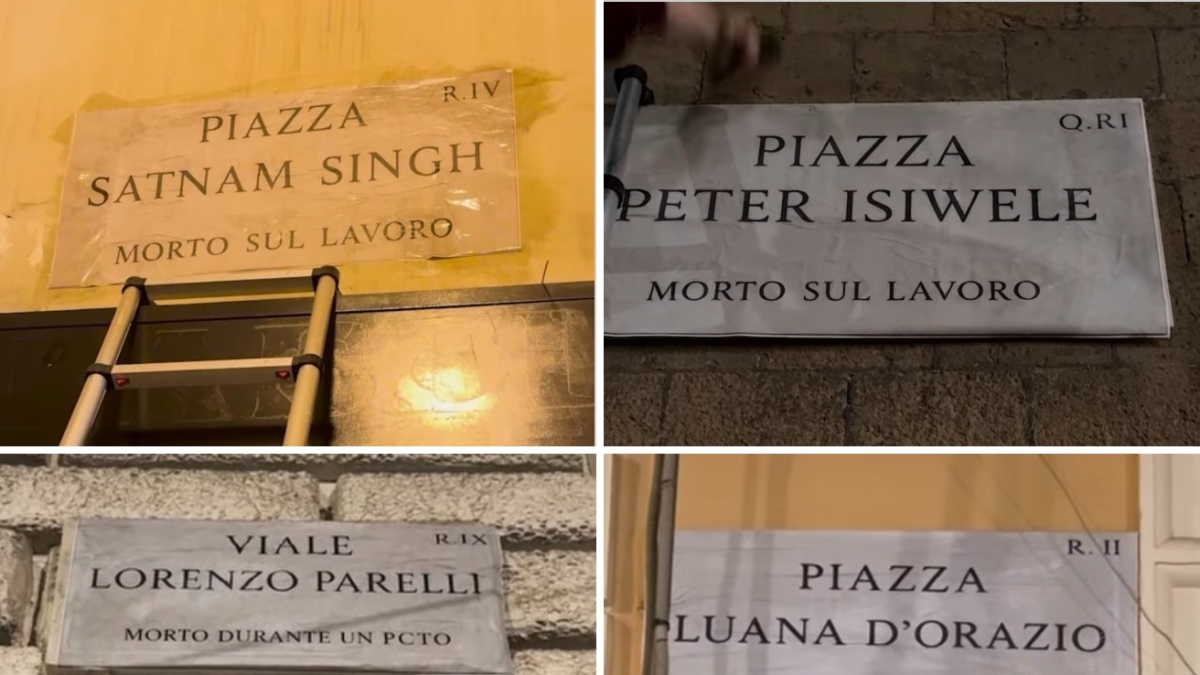 R.IV
PIAZZA
SATNAM SINGH
MORTO SUL LAVORO
Q.RI
PIAZZA
PETER ISIWELE
MORTO SUL LAVORO
R.IX
VIALE
LORENZO PARELLI
MORTO DURANTE UN PCTO
R. II
PIAZZA
LUANA D'ORAZIO